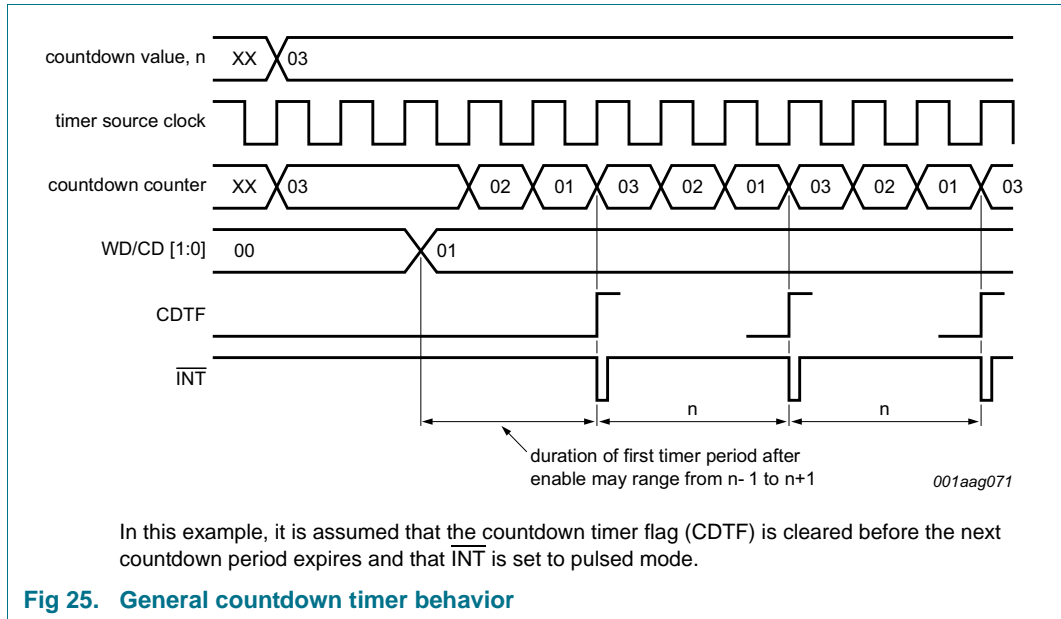 countdown value, n XX 03
timer source clock
countdown counter XX 03 02 01 03 02 01 03 02 01 03
WD/CD [1:0] 00 01
CDTF
INT
n n
duration of first timer period after
enable may range from n- 1 to n+1
001aag071
In this example, it is assumed that the countdown timer flag (CDTF) is cleared before the next
countdown period expires and that INT is set to pulsed mode.
Fig 25. General countdown timer behavior